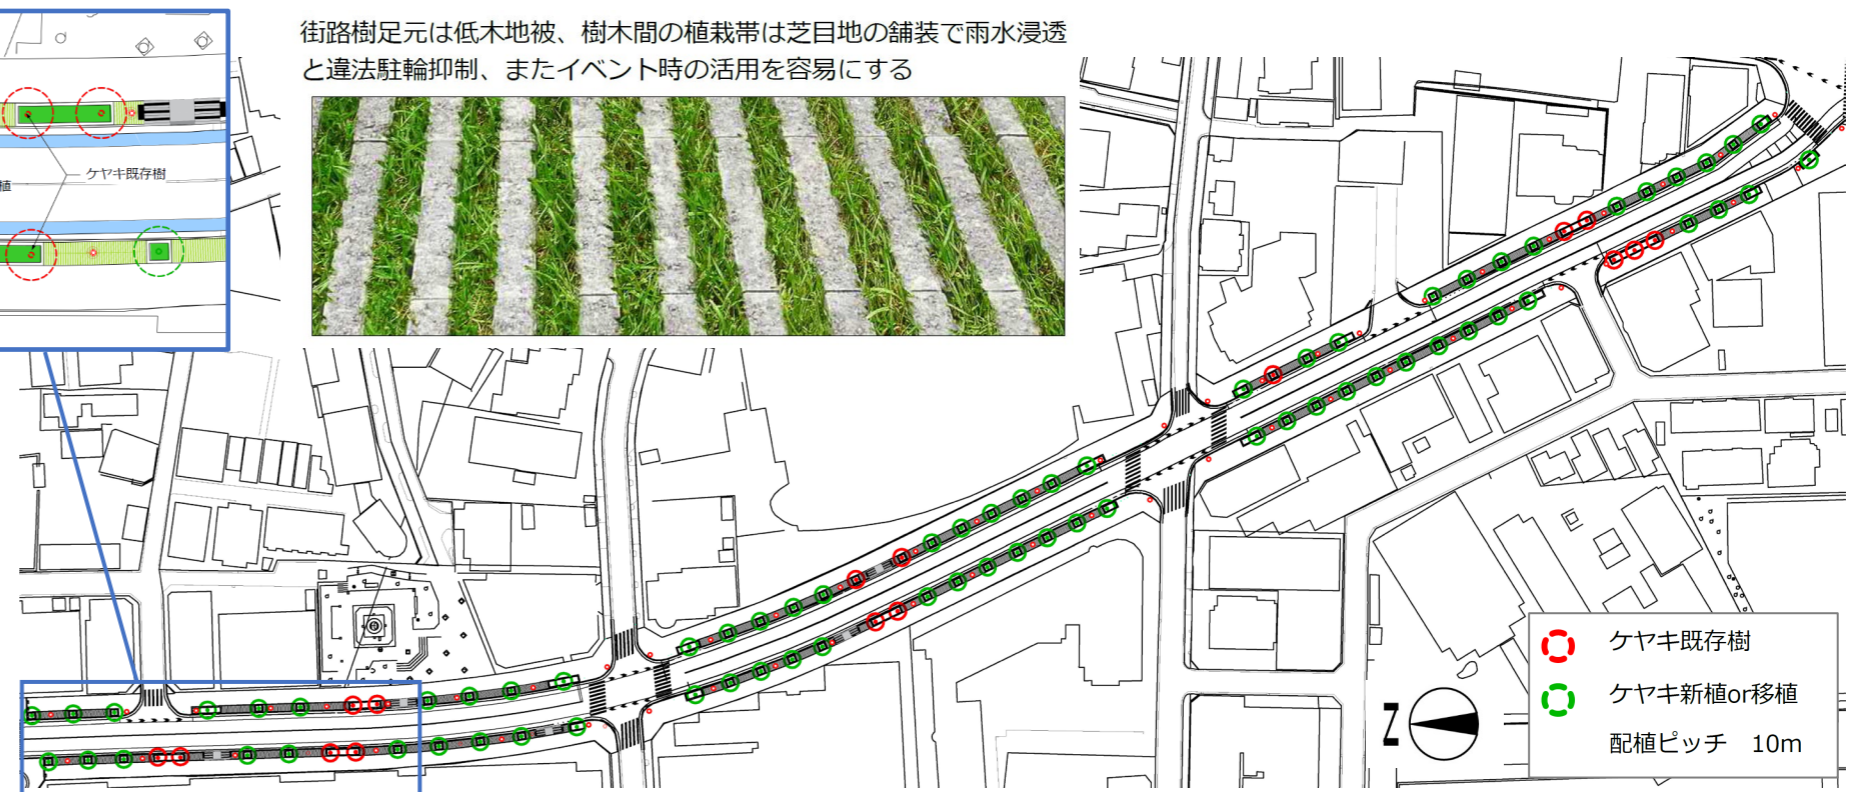 街路樹足元は低木地被、樹木間の植栽帯は芝目地の舗装で雨水浸透
と違法駐輪抑制、またイベント時の活用を容易にする
ケヤキ既存樹
植
ケヤキ既存樹
ケヤキ新植or移植
配植ピッチ　10m
Z